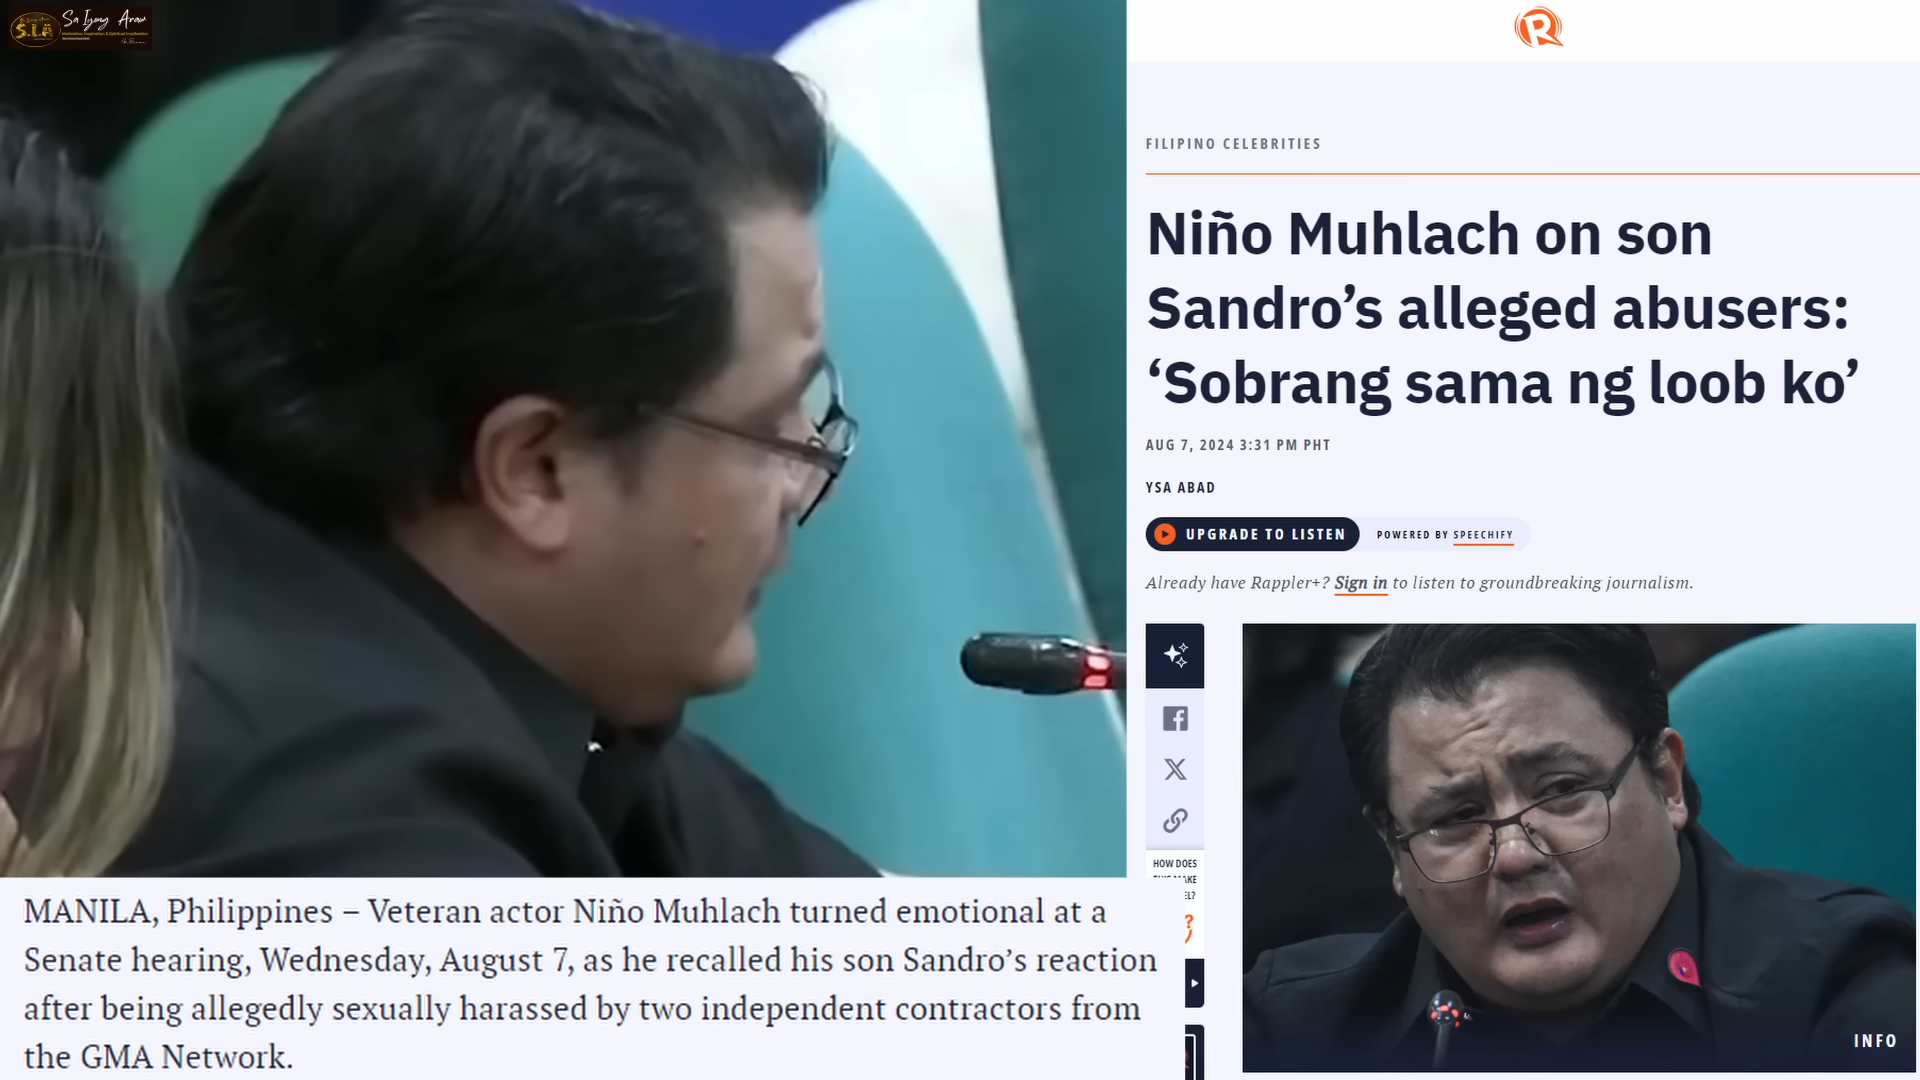 S.I.A
Sa Iyong Araw
FILIPINO CELEBRITIES
Niño Muhlach on son
Sandro’s alleged abusers:
‘Sobrang sama ng loob ko’
AUG 7, 2024 3:31 PM PHT
YSA ABAD
UPGRADE TO LISTEN
POWERED BY SPEECHIFY
Already have Rappler+? Sign in to listen to groundbreaking journalism.
HOW DOES
INFO
MANILA, Philippines – Veteran actor Niño Muhlach turned emotional at a
Senate hearing, Wednesday, August 7, as he recalled his son Sandro’s reaction
after being allegedly sexually harassed by two independent contractors from
the GMA Network.